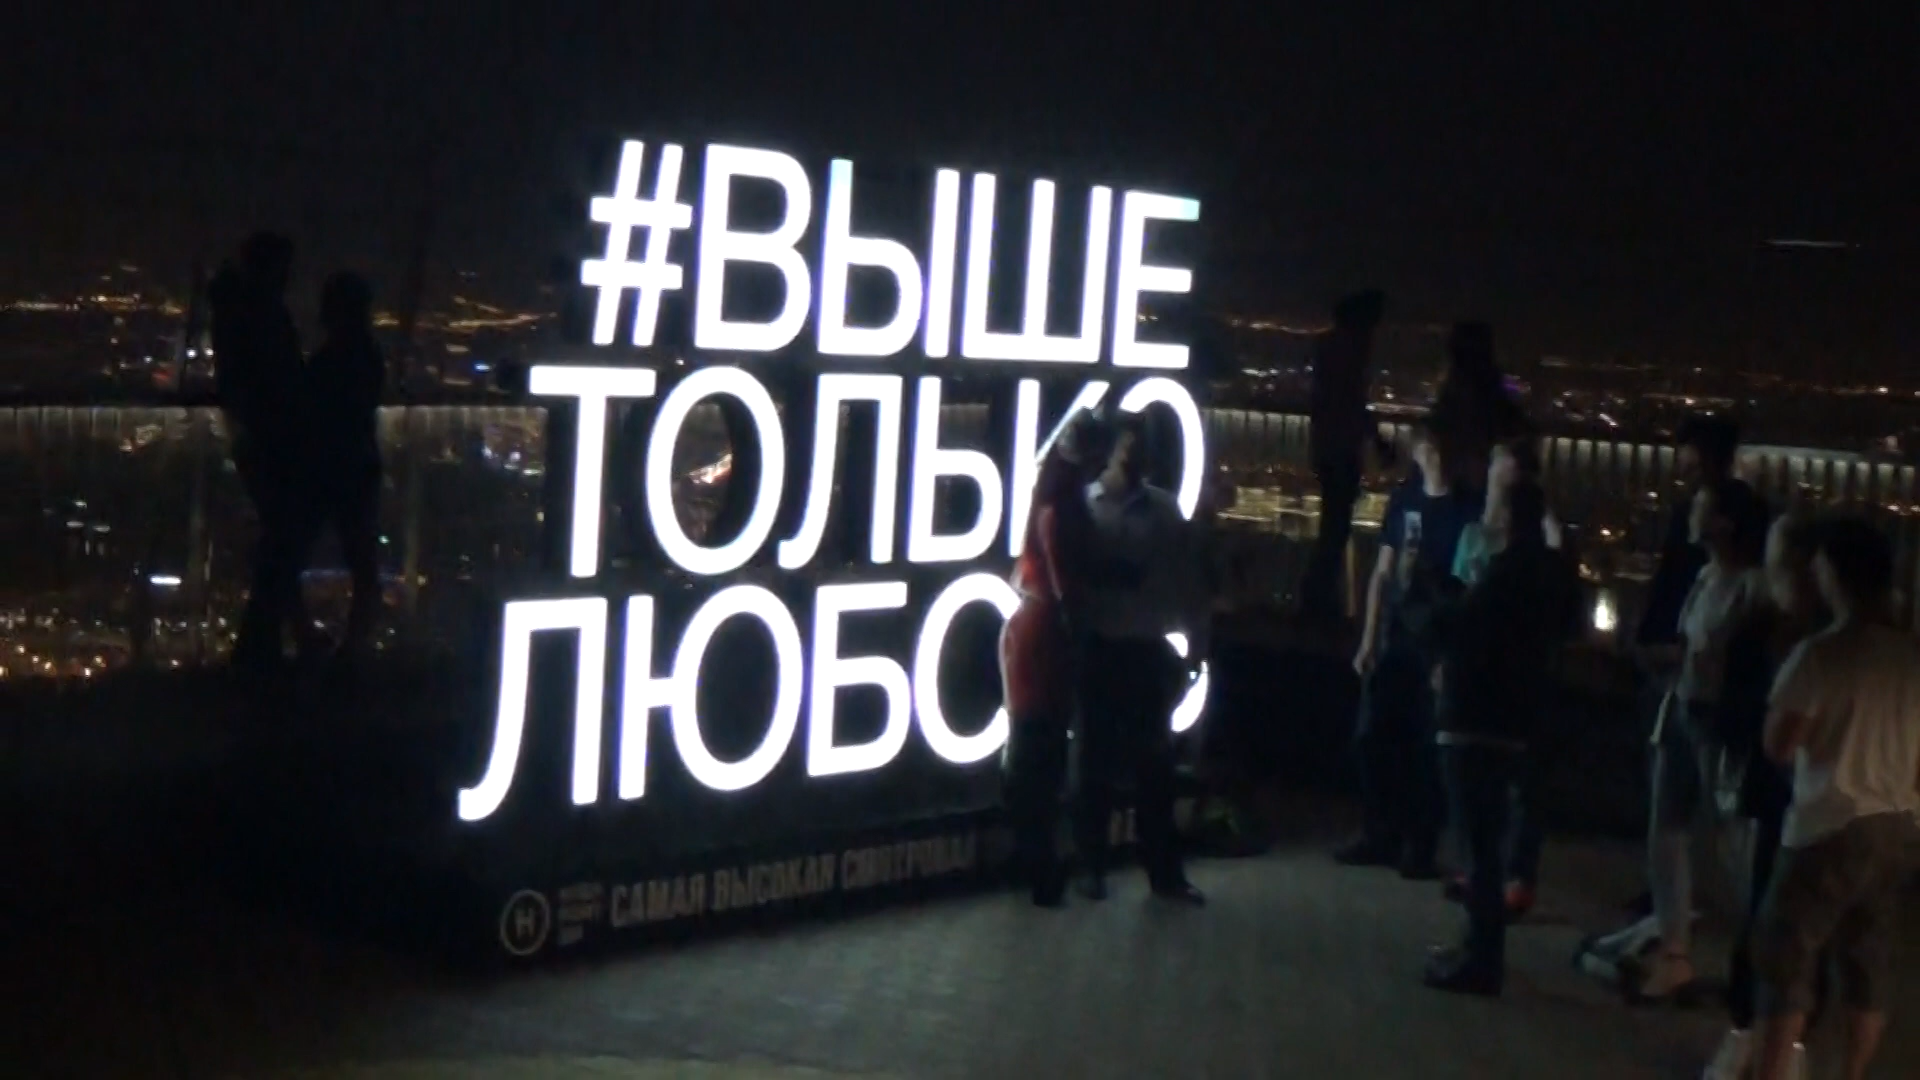 #ВЫШЕ
ТОЛЬКО
ЛЮБО
САМАЯ ВЫСОКАЯ СМОТРОВАЯ